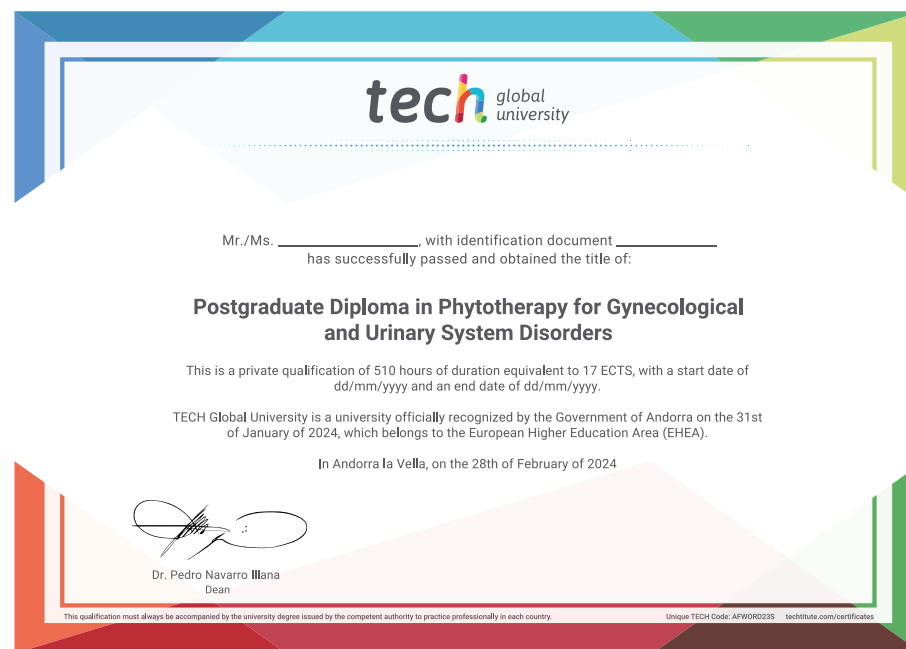 tech global
university
Mr./Ms. ____________, with identification document ____________
has successfully passed and obtained the title of:
Postgraduate Diploma in Phytotherapy for Gynecological
and Urinary System Disorders
This is a private qualification of 510 hours of duration equivalent to 17 ECTS, with a start date of
dd/mm/yyyy and an end date of dd/mm/yyyy.
TECH Global University is a university officially recognized by the Government of Andorra on the 31st
of January of 2024, which belongs to the European Higher Education Area (EHEA).
In Andorra la Vella, on the 28th of February of 2024
Dr. Pedro Navarro Illana
Dean
This qualification must always be accompanied by the university degree issued by the competent authority to practice professionally in each country.
Unique TECH Code: AFWORD23S techtitute.com/certificates